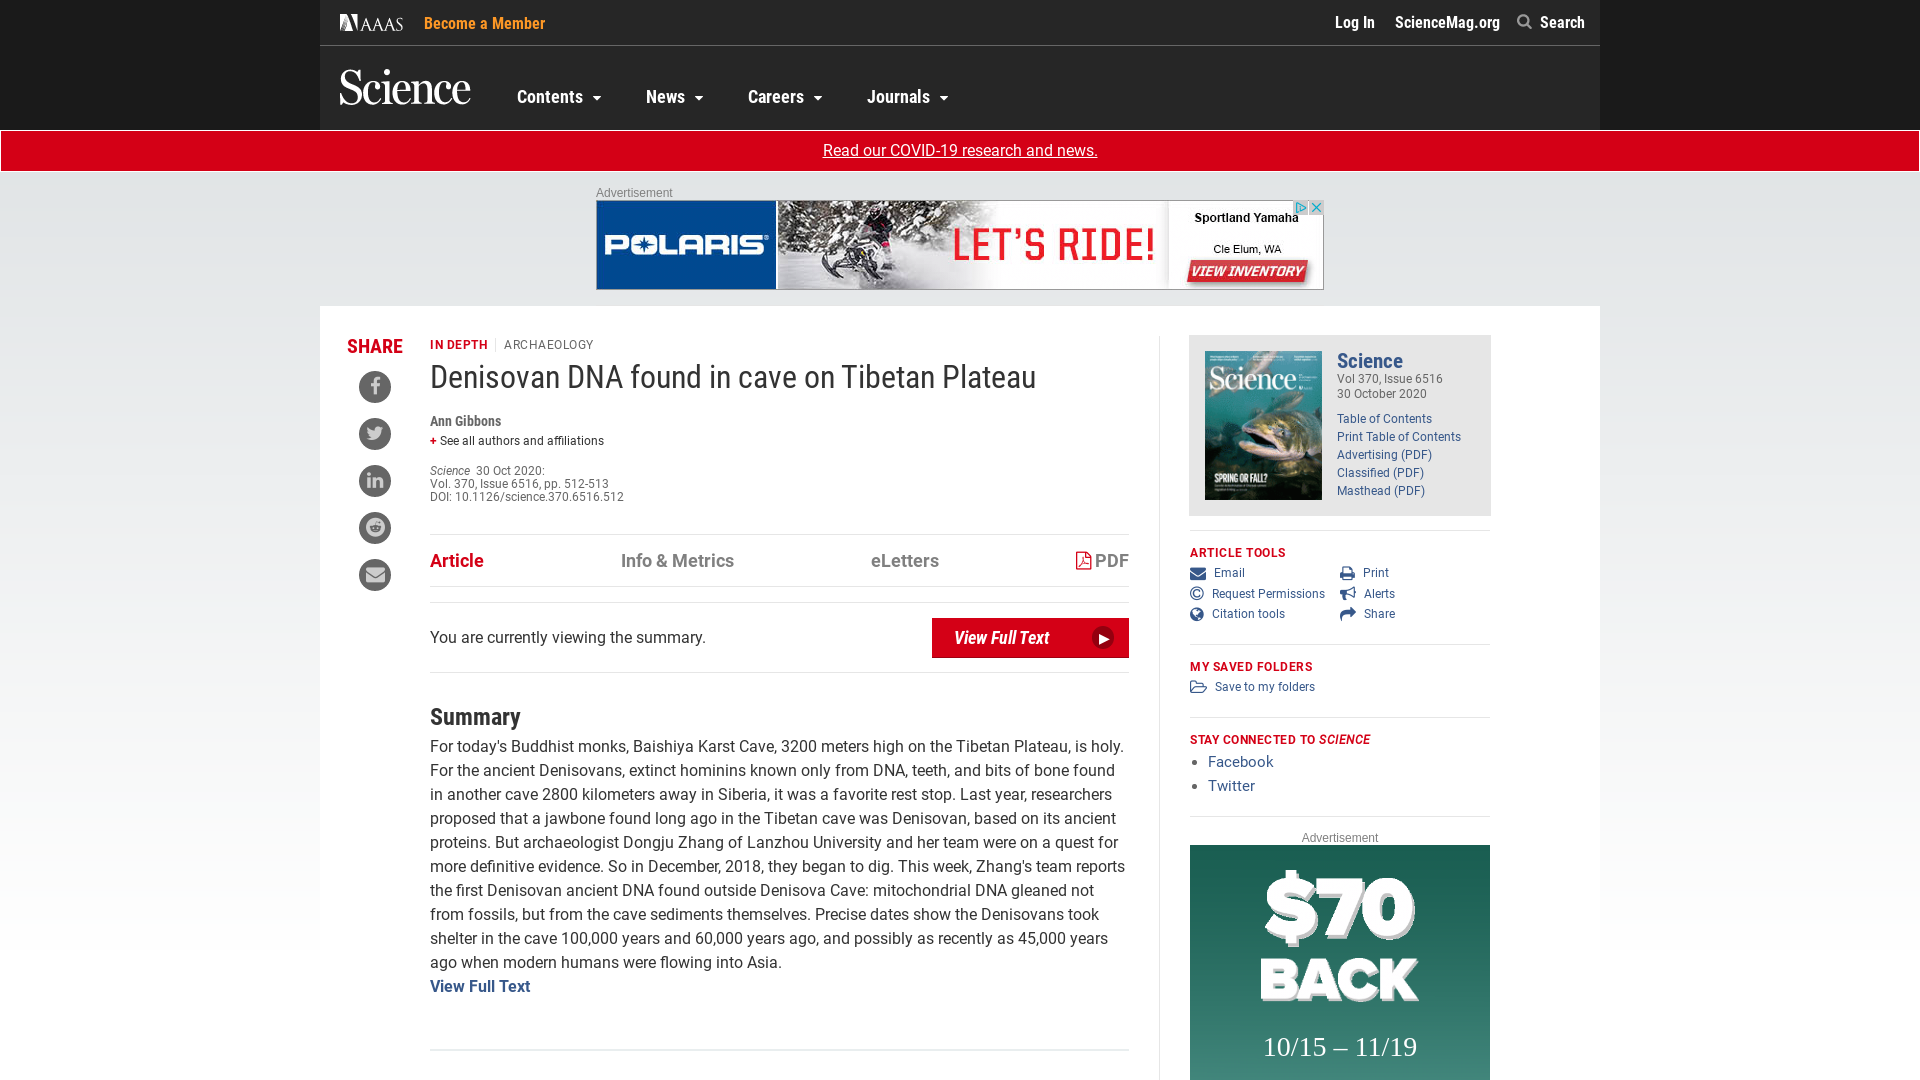 AAAS
Become a Member
Log In
ScienceMag.org
Search
Science
Contents
News
Careers
Journals
Read our COVID-19 research and news.
Advertisement
POLARIS
LET'S RIDE!
Sportland Yamaha
Cle Elum, WA
VIEW INVENTORY
SHARE
IN DEPTH
ARCHAEOLOGY
Denisovan DNA found in cave on Tibetan Plateau
Ann Gibbons
+ See all authors and affiliations
Science 30 Oct 2020:
Vol. 370, Issue 6516, pp. 512-513
DOI: 10.1126/science.370.6516.512
Article
Info & Metrics
eLetters
PDF
You are currently viewing the summary.
View Full Text
Summary
For today's Buddhist monks, Baishiya Karst Cave, 3200 meters high on the Tibetan Plateau, is holy.
For the ancient Denisovans, extinct hominins known only from DNA, teeth, and bits of bone found
in another cave 2800 kilometers away in Siberia, it was a favorite rest stop. Last year, researchers
proposed that a jawbone found long ago in the Tibetan cave was Denisovan, based on its ancient
proteins. But archaeologist Dongju Zhang of Lanzhou University and her team were on a quest for
more definitive evidence. So in December, 2018, they began to dig. This week, Zhang's team reports
the first Denisovan ancient DNA found outside Denisova Cave: mitochondrial DNA gleaned not
from fossils, but from the cave sediments themselves. Precise dates show the Denisovans took
shelter in the cave 100,000 years and 60,000 years ago, and possibly as recently as 45,000 years
ago when modern humans were flowing into Asia.
View Full Text
Science
SPRING OR FALL?
Science
Vol 370, Issue 6516
30 October 2020
Table of Contents
Print Table of Contents
Advertising (PDF)
Classified (PDF)
Masthead (PDF)
ARTICLE TOOLS
Email
Print
Request Permissions
Alerts
Citation tools
Share
MY SAVED FOLDERS
Save to my folders
STAY CONNECTED TO SCIENCE
Facebook
Twitter
Advertisement
$70
BACK
10/15 – 11/19